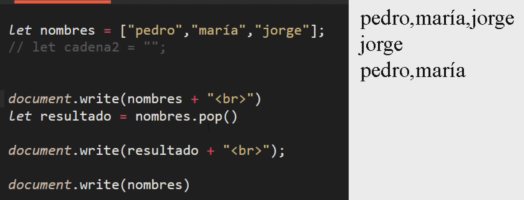 let nombres = ["pedro","maría","jorge"];
// let cadena2 = "";
document.write(nombres + "<br>")
let resultado = nombres.pop()
document.write(resultado + "<br>");
document.write(nombres)
pedro,maría,jorge
jorge
pedro,maría